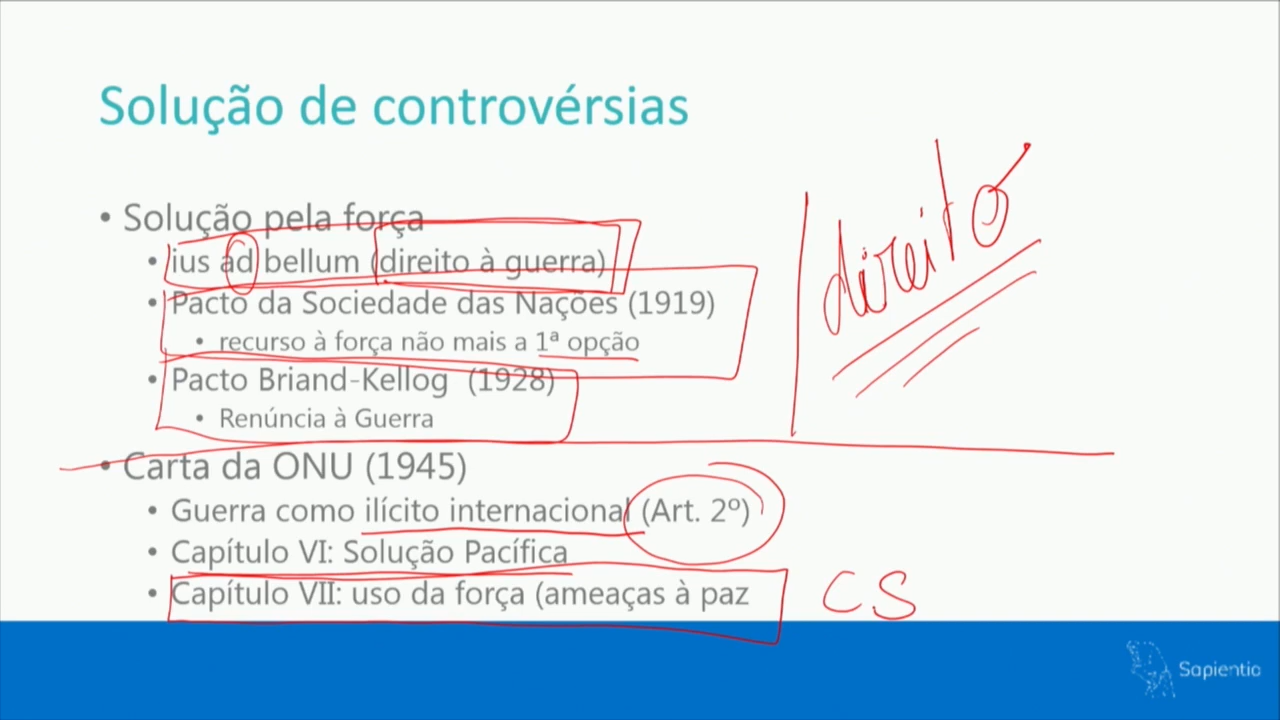 Solução de controvérsias
• Solução pela força
• ius ad bellum (direito à guerra)
• Pacto da Sociedade das Nações (1919)
• recurso à força não mais a 1ª opção
• Pacto Briand-Kellog (1928)
• Renúncia à Guerra
direito
• Carta da ONU (1945)
• Guerra como ilícito internacional (Art. 2º)
• Capítulo VI: Solução Pacífica
• Capítulo VII: uso da força (ameaças à paz
CS
Sapientia